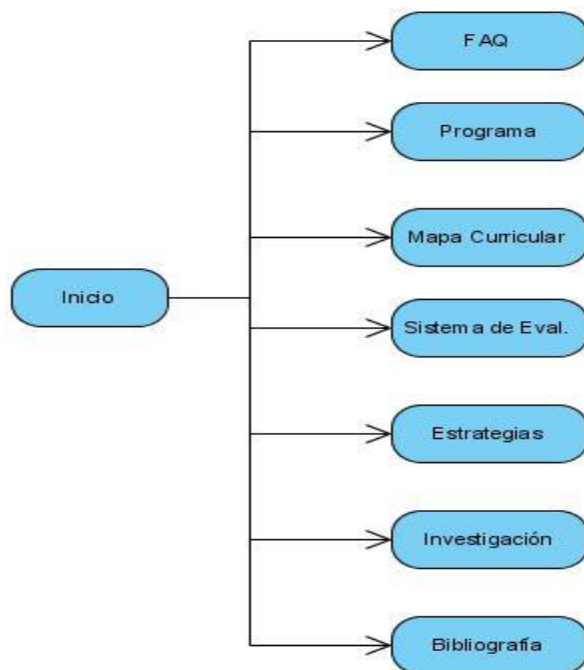 FAQ
Programa
Mapa Curricular
Inicio
Sistema de Eval.
Estrategias
Investigación
Bibliografía